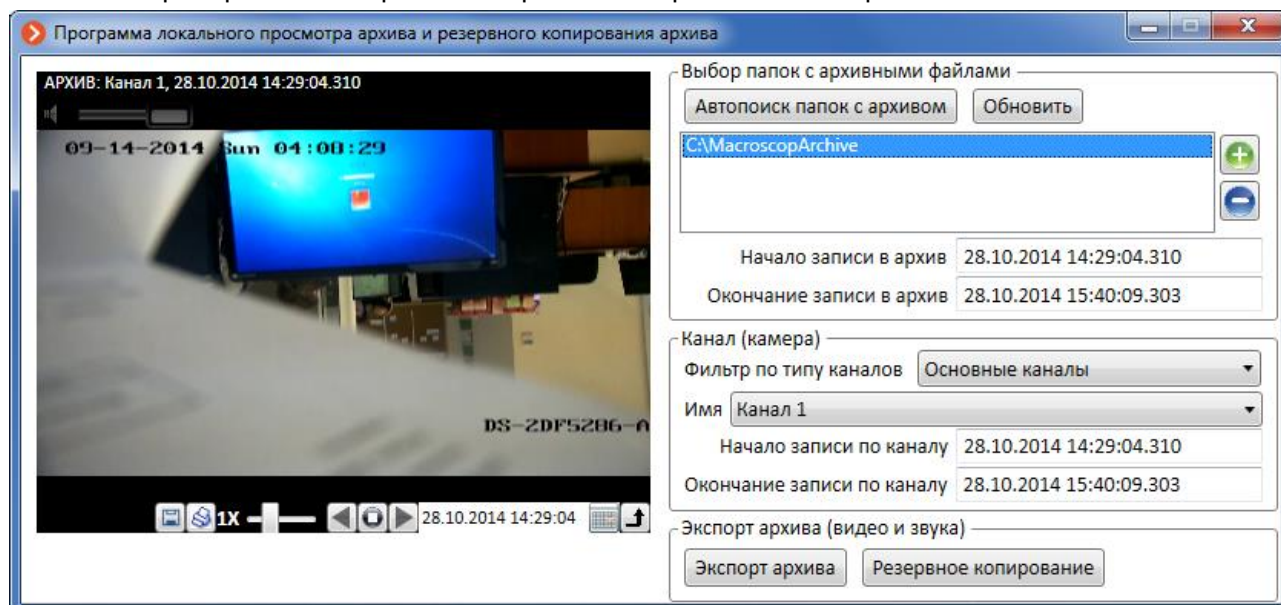 Программа локального просмотра архива и резервного копирования архива
АРХИВ: Канал 1, 28.10.2014 14:29:04.310
09-14-2014 Sun 04:08:29
DS-2DF5286-A
1X
28.10.2014 14:29:04
Выбор папок с архивными файлами
Автопоиск папок с архивом
Обновить
C:\MacroscopArchive
Начало записи в архив 28.10.2014 14:29:04.310
Окончание записи в архив 28.10.2014 15:40:09.303
Канал (камера)
Фильтр по типу каналов Основные каналы
Имя Канал 1
Начало записи по каналу 28.10.2014 14:29:04.310
Окончание записи по каналу 28.10.2014 15:40:09.303
Экспорт архива (видео и звука)
Экспорт архива
Резервное копирование